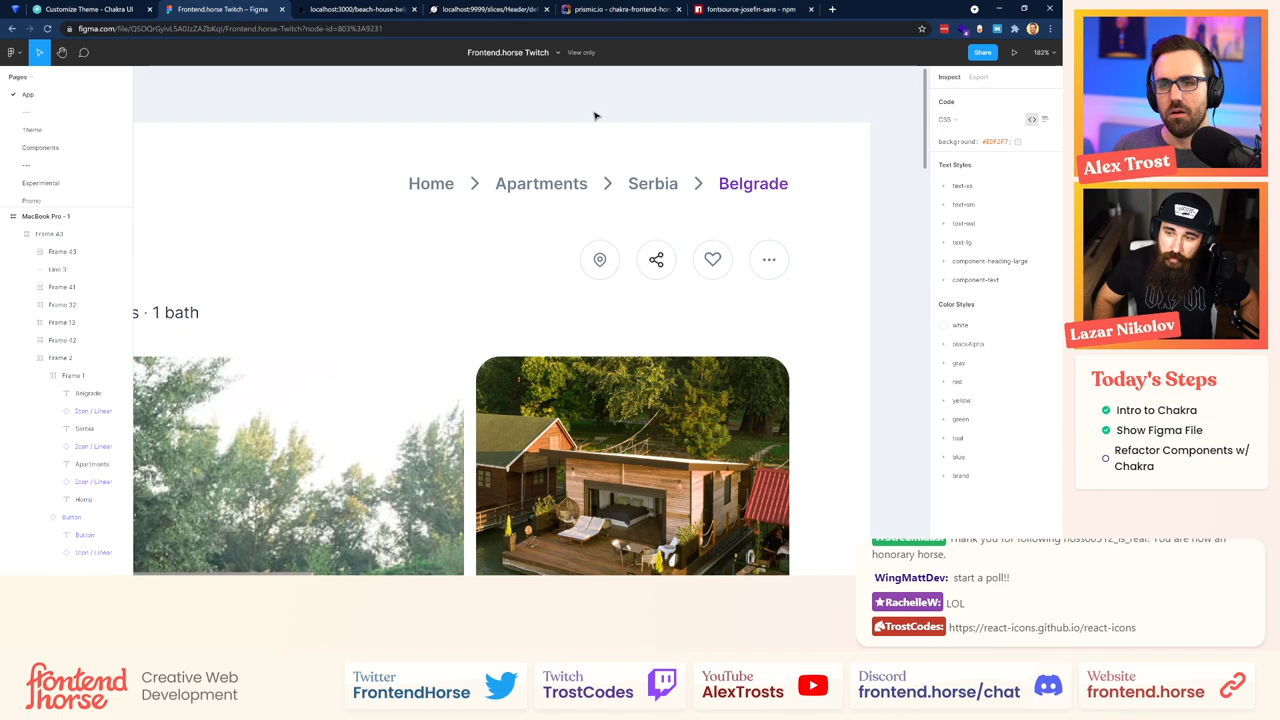 Customize Theme - Chakra UI
Frontend.horse Twitch – Figma
localhost:3000/beach-house-bel
localhost:9999/slices/Header/def
prismic.io - chakra-frontend-hors
fontsource-josefin-sans - npm
figma.com/file/
/Frontend.horse-Twitch?node-id=803%3A9231
Frontend.horse Twitch
View only
Share
182%
Pages
App
---
Theme
Components
---
Experimental
Promo
MacBook Pro - 1
Frame 43
Frame 43
Line 3
Frame 41
Frame 32
Frame 13
Frame 42
Frame 2
Frame 1
Belgrade
Icon / Linear
Serbia
Icon / Linear
Apartments
Icon / Linear
Home
Button
Button
Icon / Linear
Home > Apartments > Serbia > Belgrade
s · 1 bath
Inspect
Export
Code
CSS
background: #EDF2F7;
Text Styles
text-xs
text-sm
text-md
text-lg
component-heading-large
component-text
Color Styles
white
blackAlpha
gray
red
yellow
green
teal
blue
brand
Alex Trost
UX/UI
Lazar Nikolov
Today's Steps
Intro to Chakra
Show Figma File
Refactor Components w/
Chakra
honorary horse.
WingMattDev: start a poll!!
RachelleW: LOL
TrostCodes: https://react-icons.github.io/react-icons
frontend
horse
Creative Web
Development
Twitter
FrontendHorse
Twitch
TrostCodes
YouTube
AlexTrosts
Discord
frontend.horse/chat
Website
frontend.horse